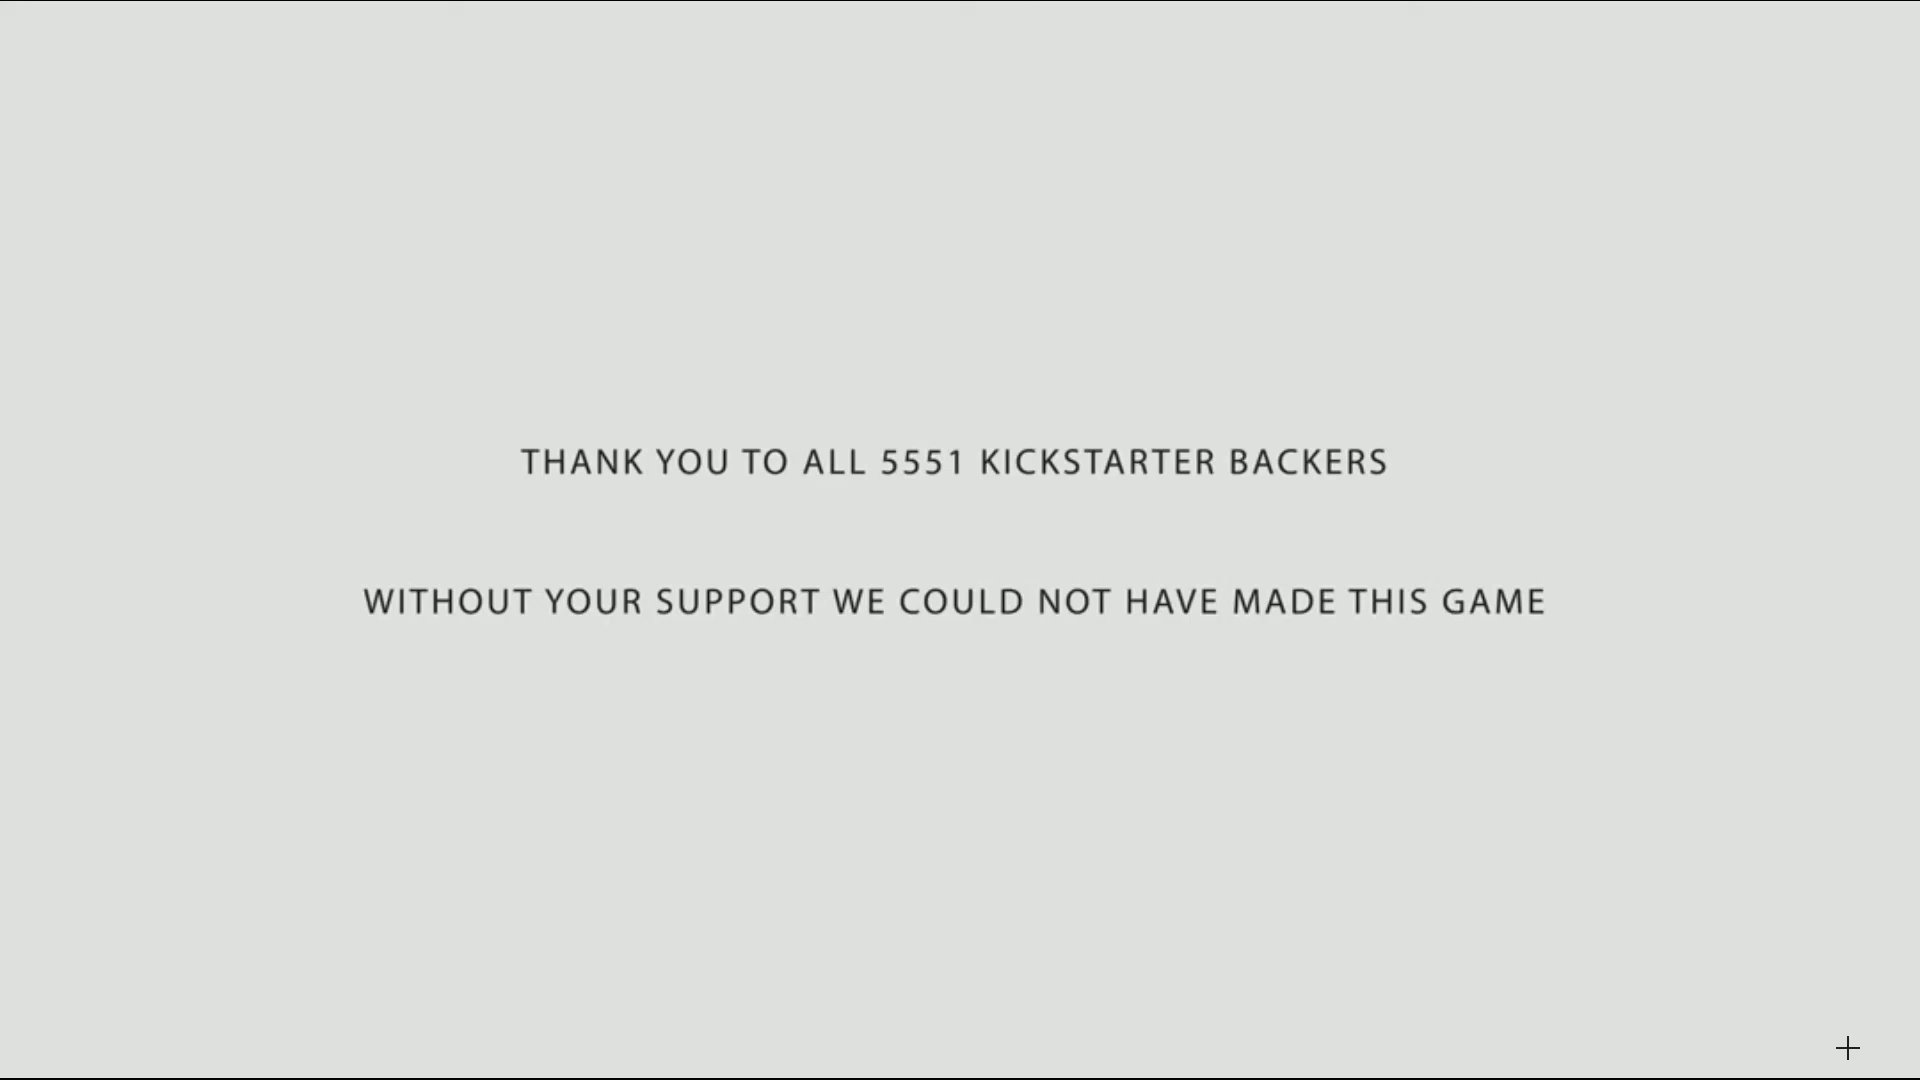 THANK YOU TO ALL 5551 KICKSTARTER BACKERS
WITHOUT YOUR SUPPORT WE COULD NOT HAVE MADE THIS GAME